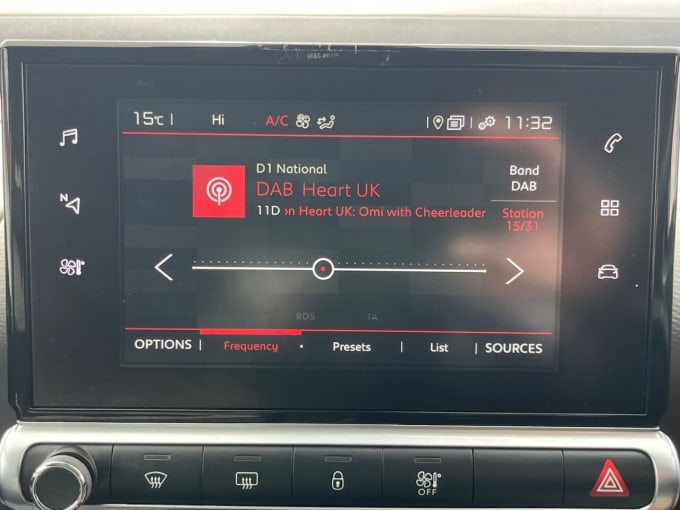 15°C | Hi A/C 11:32
D1 National
DAB Heart UK
11D on Heart UK: Omi with Cheerleader
Band
DAB
Station
15/31
N
RDS TA
OPTIONS | Frequency • Presets | List | SOURCES
OFF